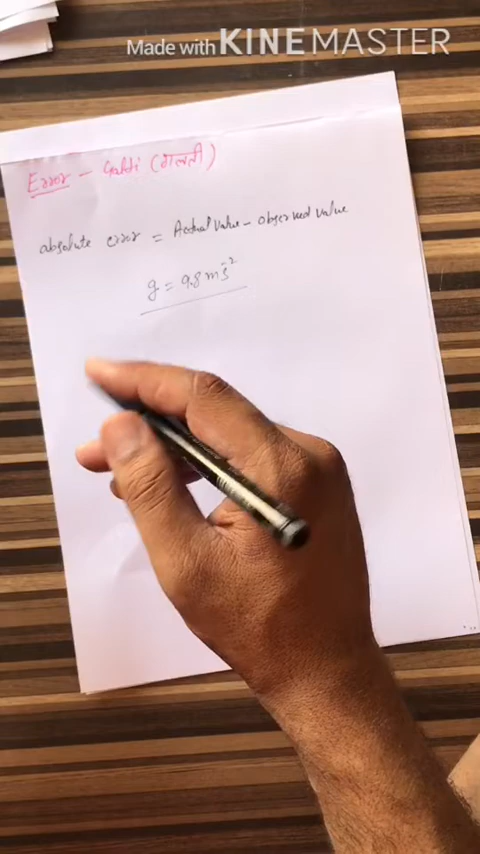 Made with KINEMASTER
Error - Galti (गलती)
absolute error = Actual Value - observed value
g = 9.8 ms⁻²